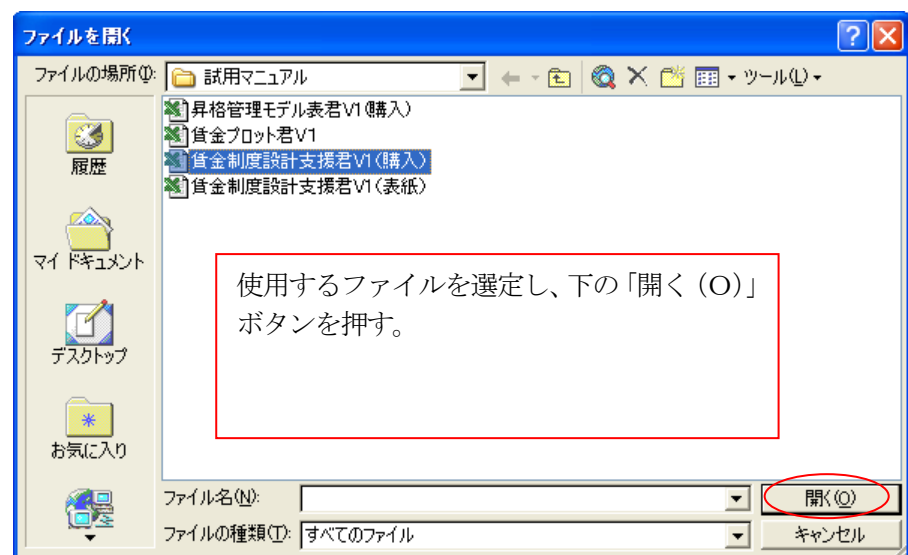 ファイルを開く
ファイルの場所(I):
試用マニュアル
ツール(L)
昇格管理モデル表君V1(購入)
賃金プロット君V1
賃金制度設計支援君V1(購入)
賃金制度設計支援君V1(表紙)
履歴
マイ ドキュメント
デスクトップ
お気に入り
使用するファイルを選定し、下の「開く(O)」
ボタンを押す。
ファイル名(N):
開く(O)
ファイルの種類(T):
すべてのファイル
キャンセル